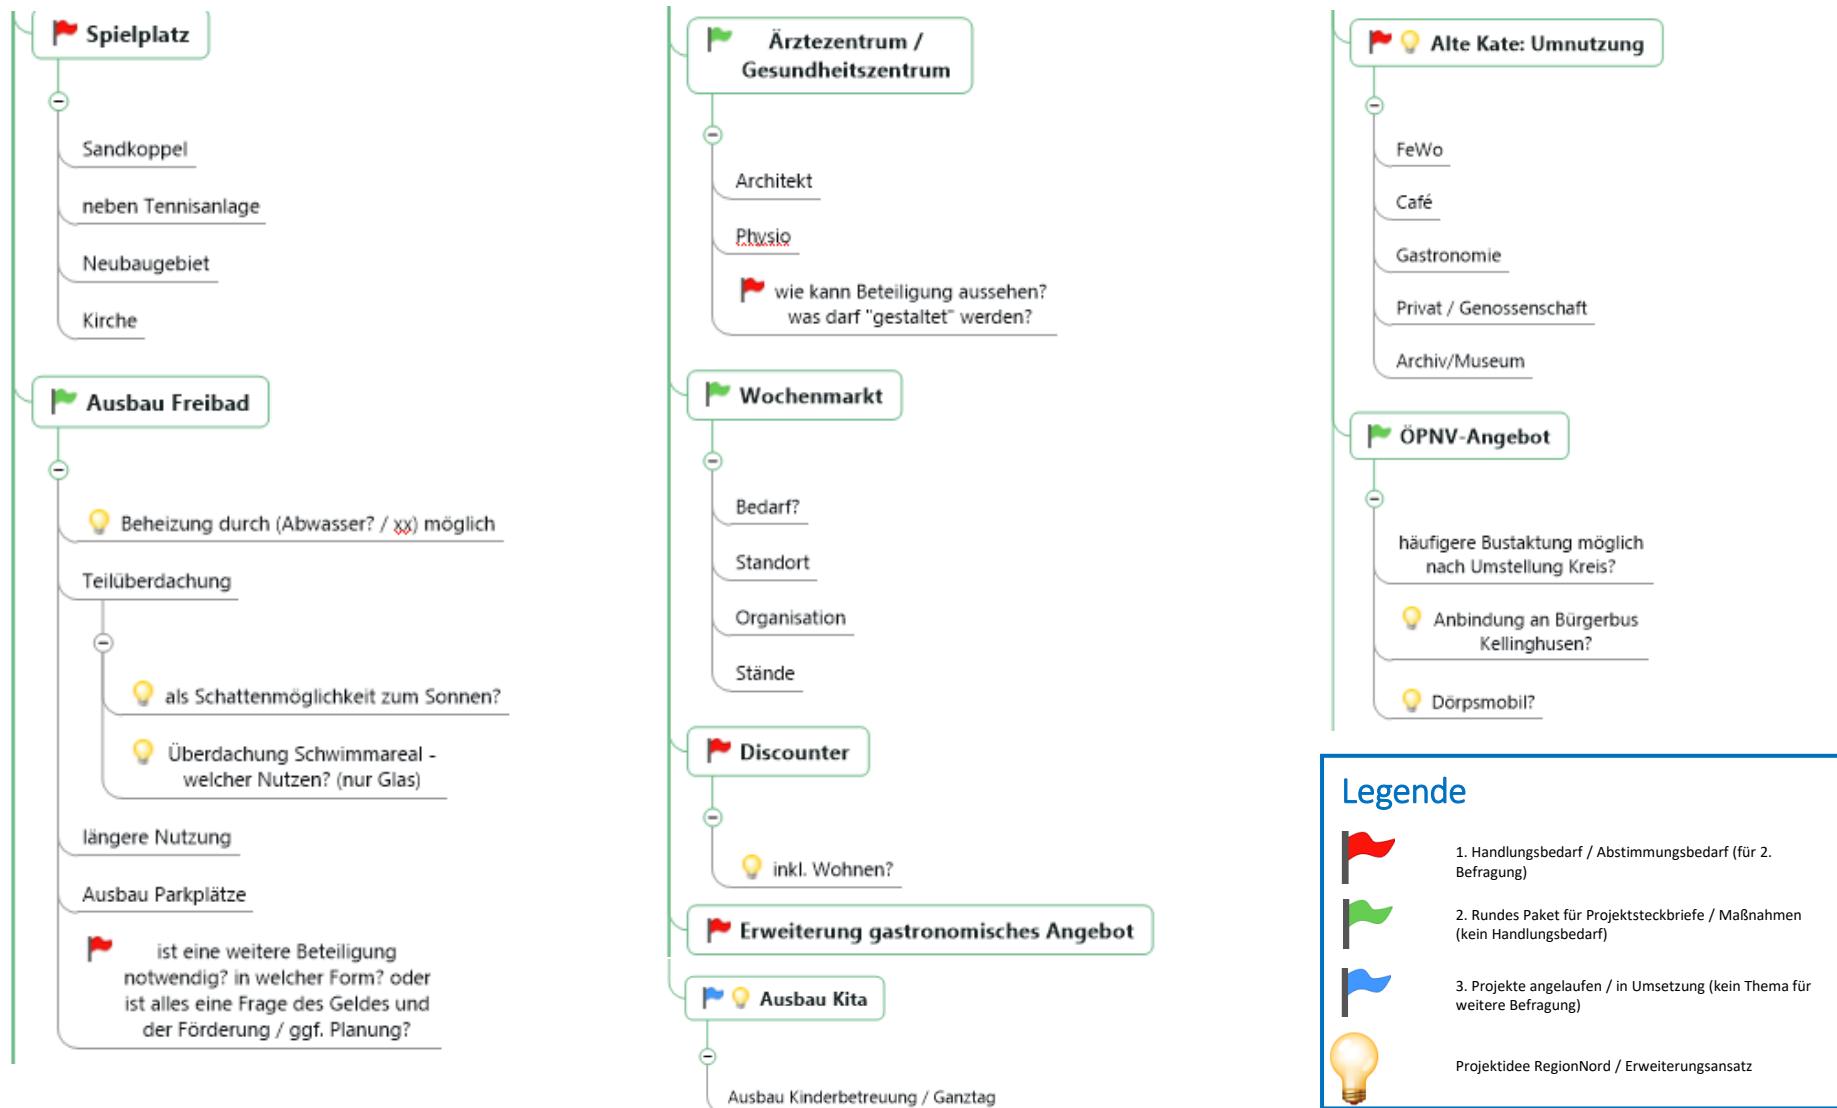 Spielplatz
Sandkoppel
neben Tennisanlage
Neubaugebiet
Kirche
Ausbau Freibad
Beheizung durch (Abwasser? / xx) möglich
Teilüberdachung
als Schattenmöglichkeit zum Sonnen?
Überdachung Schwimmareal -
welcher Nutzen? (nur Glas)
längere Nutzung
Ausbau Parkplätze
ist eine weitere Beteiligung
notwendig? in welcher Form? oder
ist alles eine Frage des Geldes und
der Förderung / ggf. Planung?
Ärztezentrum /
Gesundheitszentrum
Architekt
Physio
wie kann Beteiligung aussehen?
was darf "gestaltet" werden?
Wochenmarkt
Bedarf?
Standort
Organisation
Stände
Discounter
inkl. Wohnen?
Erweiterung gastronomisches Angebot
Ausbau Kita
Ausbau Kinderbetreuung / Ganztag
Alte Kate: Umnutzung
FeWo
Café
Gastronomie
Privat / Genossenschaft
Archiv/Museum
ÖPNV-Angebot
häufigere Bustaktung möglich
nach Umstellung Kreis?
Anbindung an Bürgerbus
Kellinghusen?
Dörpsmobil?
Legende
1. Handlungsbedarf / Abstimmungsbedarf (für 2.
Befragung)
2. Rundes Paket für Projektsteckbriefe / Maßnahmen
(kein Handlungsbedarf)
3. Projekte angelaufen / in Umsetzung (kein Thema für
weitere Befragung)
Projektidee RegionNord / Erweiterungsansatz